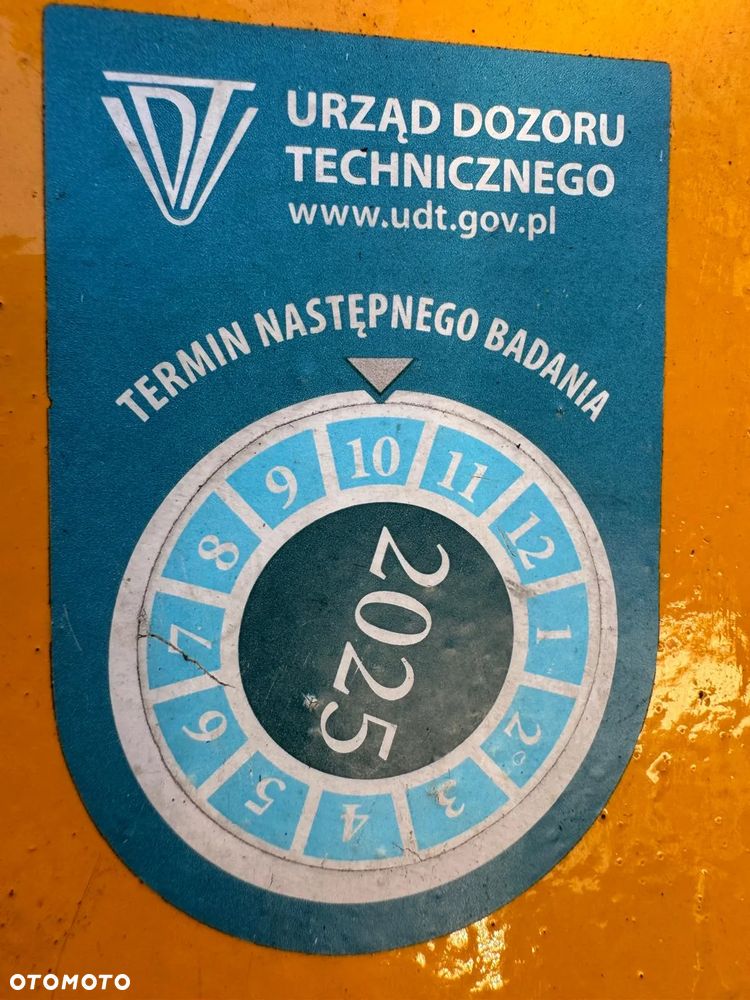 UDT
URZĄD DOZORU
TECHNICZNEGO
www.udt.gov.pl
TERMIN NASTĘPNEGO BADANIA
10
11
12
1
2
3
4
5
6
7
8
9
2025
OTOMOTO